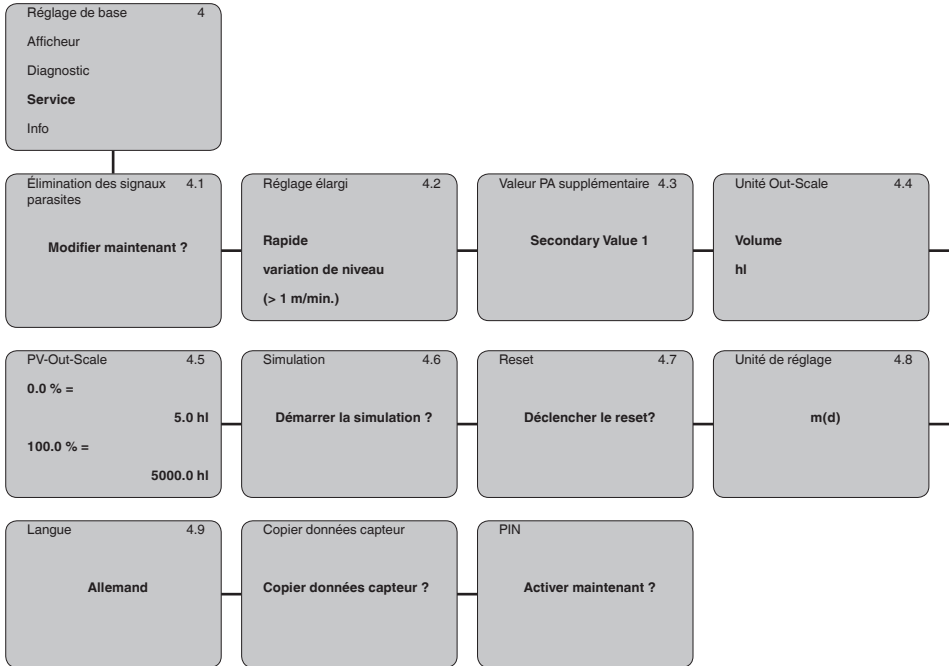 Réglage de base 4
Afficheur
Diagnostic
Service
Info
Élimination des signaux 4.1
parasites
Modifier maintenant ?
Réglage élargi 4.2
Rapide
variation de niveau
(> 1 m/min.)
Valeur PA supplémentaire 4.3
Secondary Value 1
Unité Out-Scale 4.4
Volume
hl
PV-Out-Scale 4.5
0.0 % =
5.0 hl
100.0 % =
5000.0 hl
Simulation 4.6
Démarrer la simulation ?
Reset 4.7
Déclencher le reset?
Unité de réglage 4.8
m(d)
Langue 4.9
Allemand
Copier données capteur
Copier données capteur ?
PIN
Activer maintenant ?